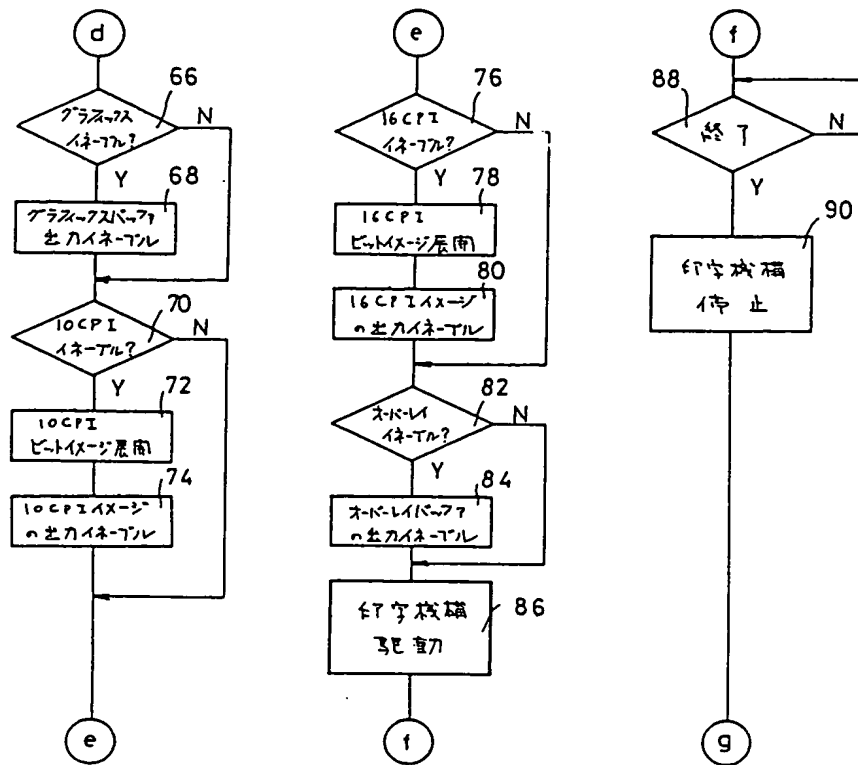 d
66
グラフィックス
イネーブル?
N
Y
68
グラフィックスバッファ
出力イネーブル
70
10CPI
イネーブル?
N
Y
72
10CPI
ビットイメージ展開
74
10CPIイメージ
の出力イネーブル
e
e
76
16CPI
イネーブル?
N
Y
78
16CPI
ビットイメージ展開
80
16CPIイメージ
の出力イネーブル
82
オーバーレイ
イネーブル?
N
Y
84
オーバーレイバッファ
の出力イネーブル
86
印字機構
駆動
f
f
88
終了
N
Y
90
印字機構
停止
g